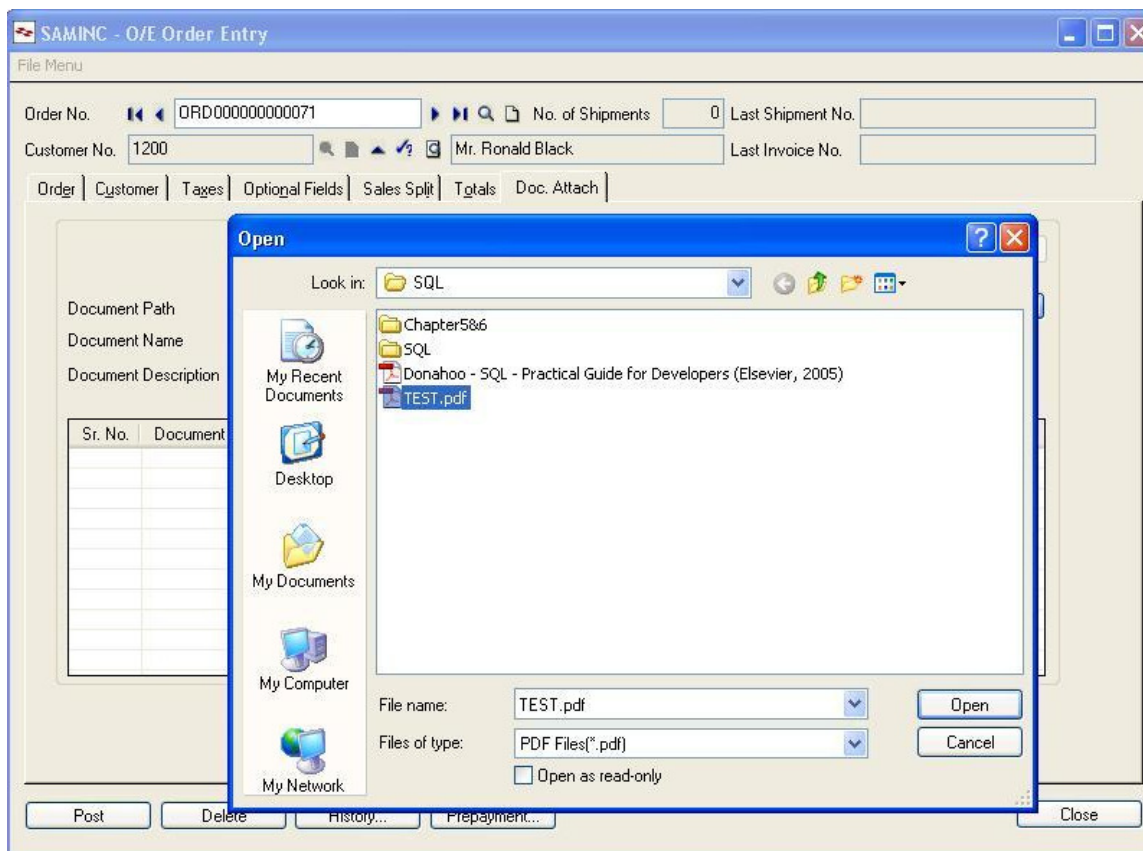 SAMINC - O/E Order Entry
File Menu
Order No. ORD000000000071 No. of Shipments 0 Last Shipment No.
Customer No. 1200 Mr. Ronald Black Last Invoice No.
Order Customer Taxes Optional Fields Sales Split Totals Doc. Attach
Open
Look in: SQL
Document Path
Document Name
Document Description
Sr. No. Document
My Recent
Documents
Desktop
My Documents
My Computer
My Network
Chapter5&6
SQL
Donahoo - SQL - Practical Guide for Developers (Elsevier, 2005)
TEST.pdf
File name: TEST.pdf Open
Files of type: PDF Files(*.pdf) Cancel
Open as read-only
Post Delete History... Prepayment... Close